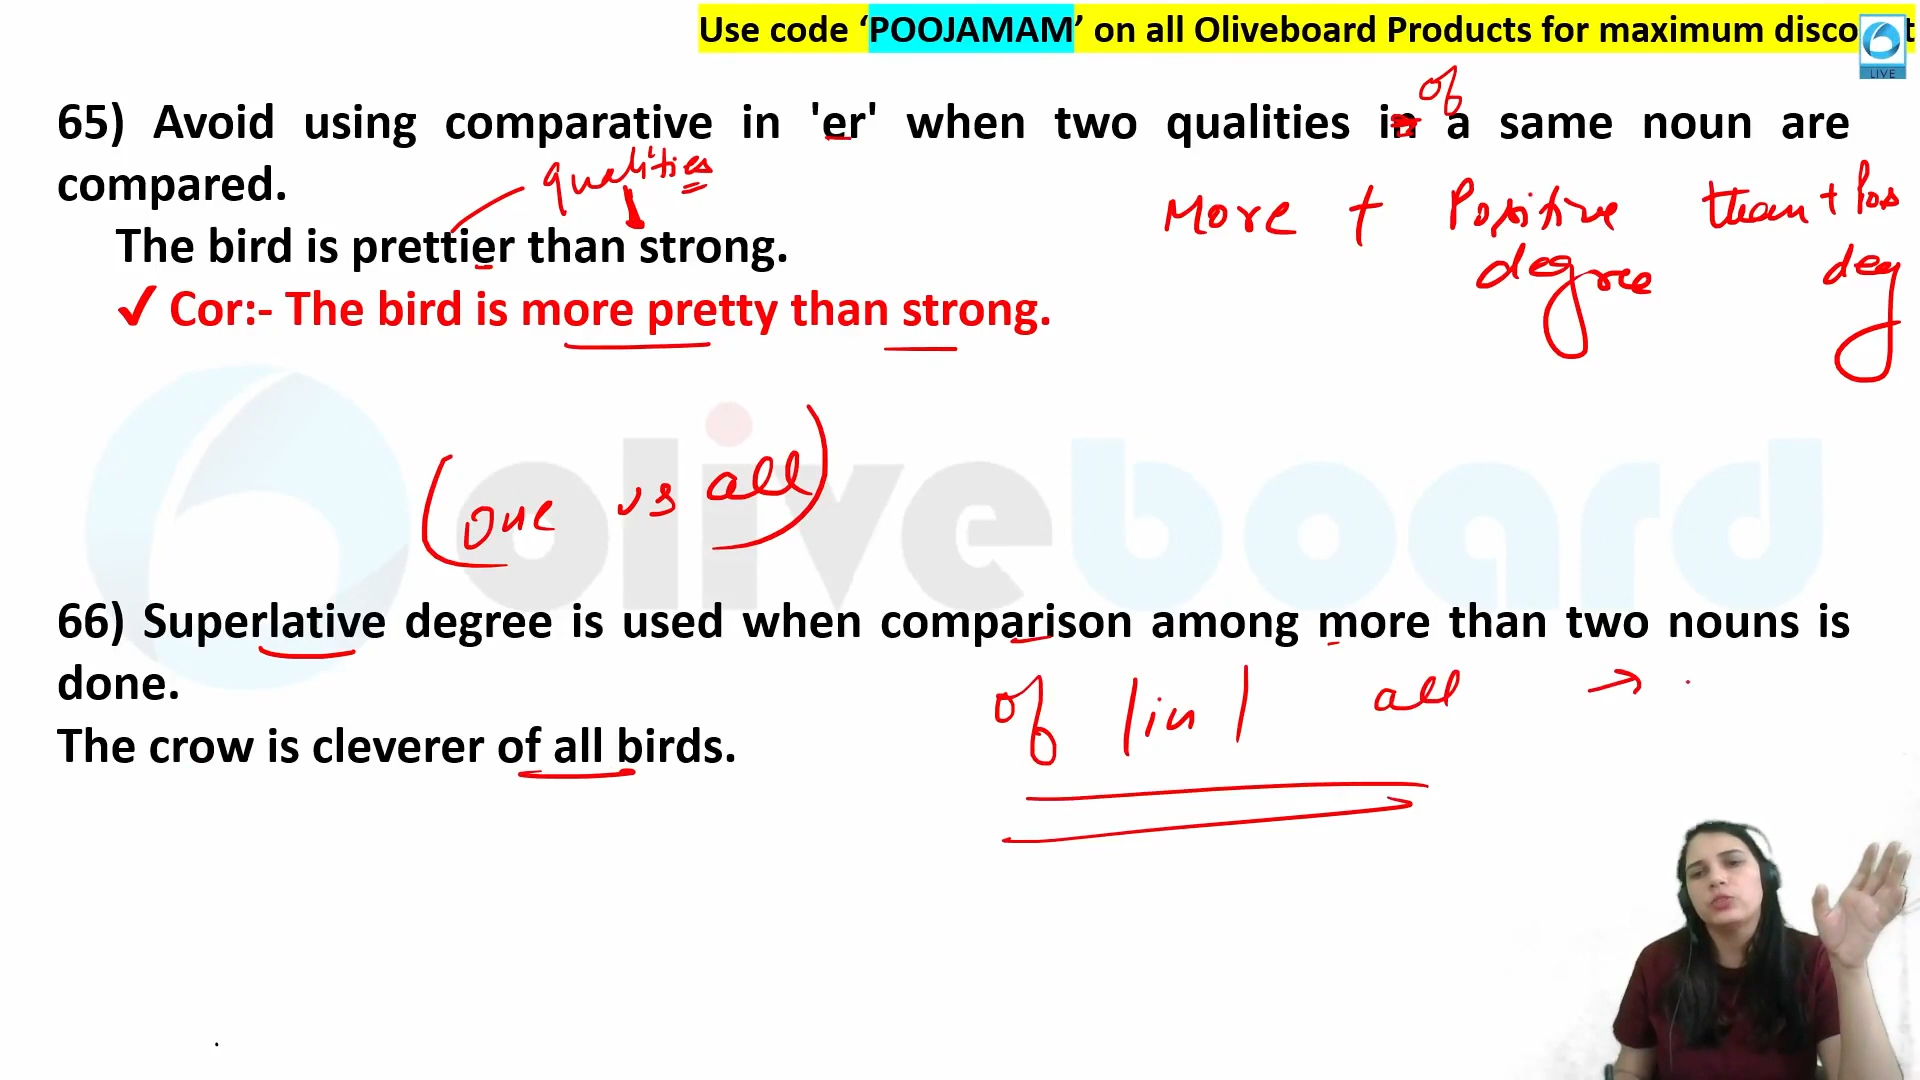 Use code ‘POOJAMAM’ on all Oliveboard Products for maximum disco t
LIVE
of
65) Avoid using comparative in 'er' when two qualities in a same noun are
compared.
qualities
More + Positive degree than + Pos deg
The bird is prettier than strong.
✓ Cor:- The bird is more pretty than strong.
(one vs all)
oliveboard
66) Superlative degree is used when comparison among more than two nouns is
done.
of /in/ all →
The crow is cleverer of all birds.